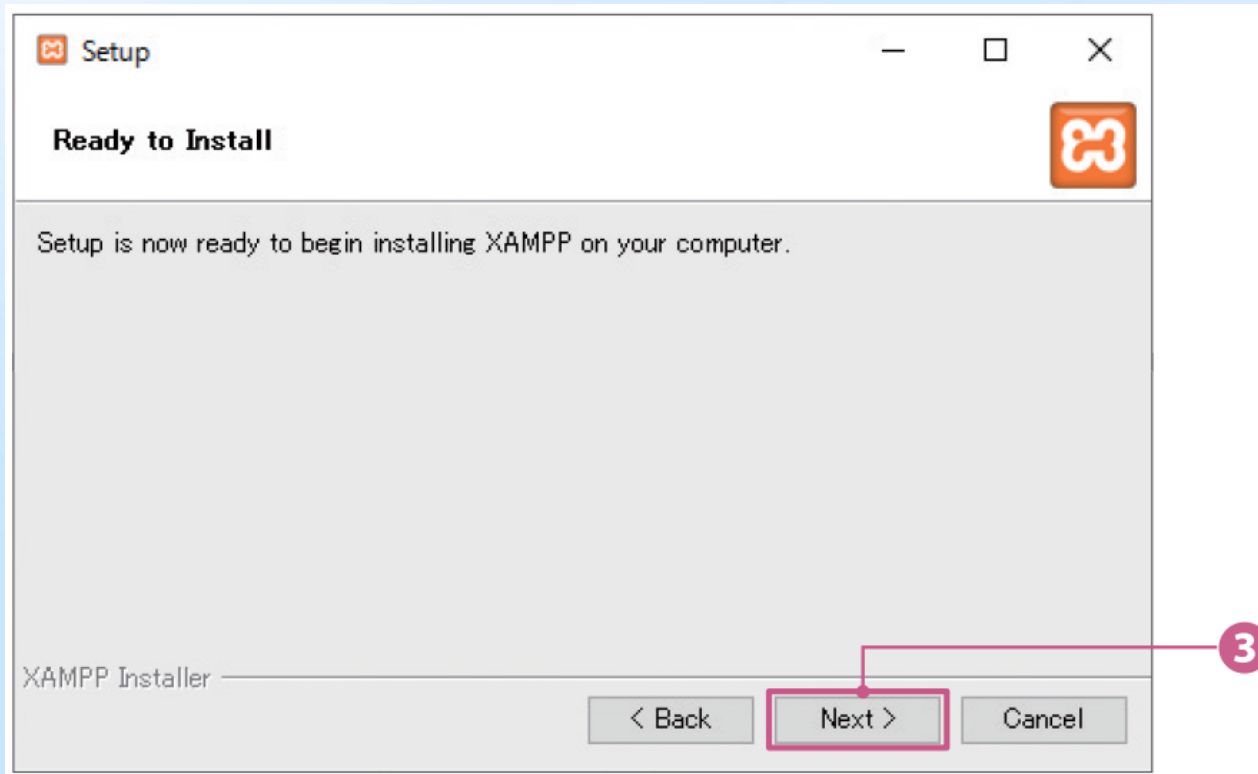 Setup
Ready to Install
Setup is now ready to begin installing XAMPP on your computer.
3
XAMPP Installer
< Back
Next >
Cancel